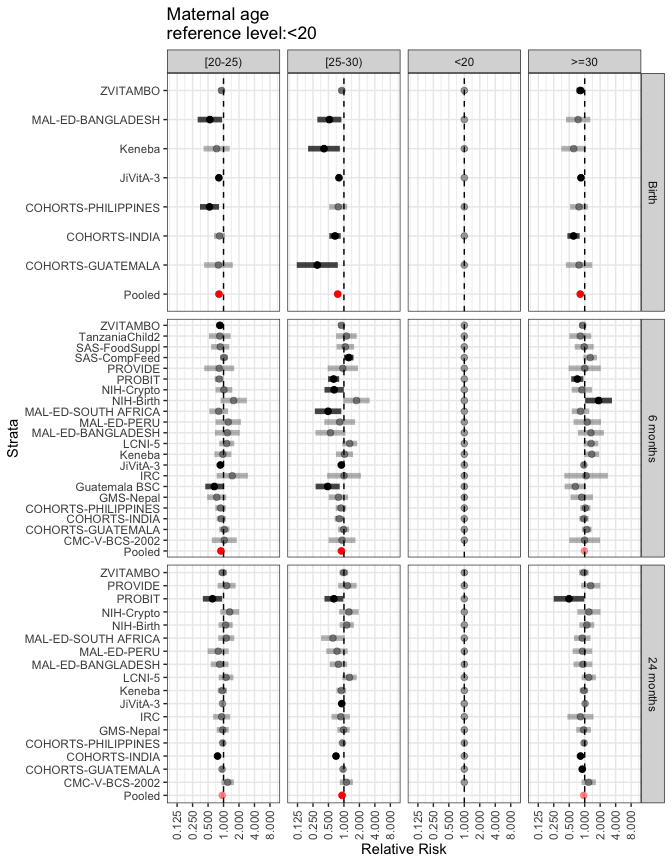 Maternal age
reference level:<20
[20-25)
[25-30)
<20
>=30
ZVITAMBO
MAL-ED-BANGLADESH
Keneba
JiVitA-3
COHORTS-PHILIPPINES
COHORTS-INDIA
COHORTS-GUATEMALA
Pooled
Birth
ZVITAMBO
TanzaniaChild2
SAS-FoodSuppl
SAS-CompFeed
PROVIDE
PROBIT
NIH-Crypto
NIH-Birth
MAL-ED-SOUTH AFRICA
MAL-ED-PERU
MAL-ED-BANGLADESH
LCNI-5
Keneba
JiVitA-3
IRC
Guatemala BSC
GMS-Nepal
COHORTS-PHILIPPINES
COHORTS-INDIA
COHORTS-GUATEMALA
CMC-V-BCS-2002
Pooled
6 months
Strata
ZVITAMBO
PROVIDE
PROBIT
NIH-Crypto
NIH-Birth
MAL-ED-SOUTH AFRICA
MAL-ED-PERU
MAL-ED-BANGLADESH
LCNI-5
Keneba
JiVitA-3
IRC
GMS-Nepal
COHORTS-PHILIPPINES
COHORTS-INDIA
COHORTS-GUATEMALA
CMC-V-BCS-2002
Pooled
24 months
0.125 0.250 0.500 1.000 2.000 4.000 8.000
0.125 0.250 0.500 1.000 2.000 4.000 8.000
0.125 0.250 0.500 1.000 2.000 4.000 8.000
0.125 0.250 0.500 1.000 2.000 4.000 8.000
Relative Risk